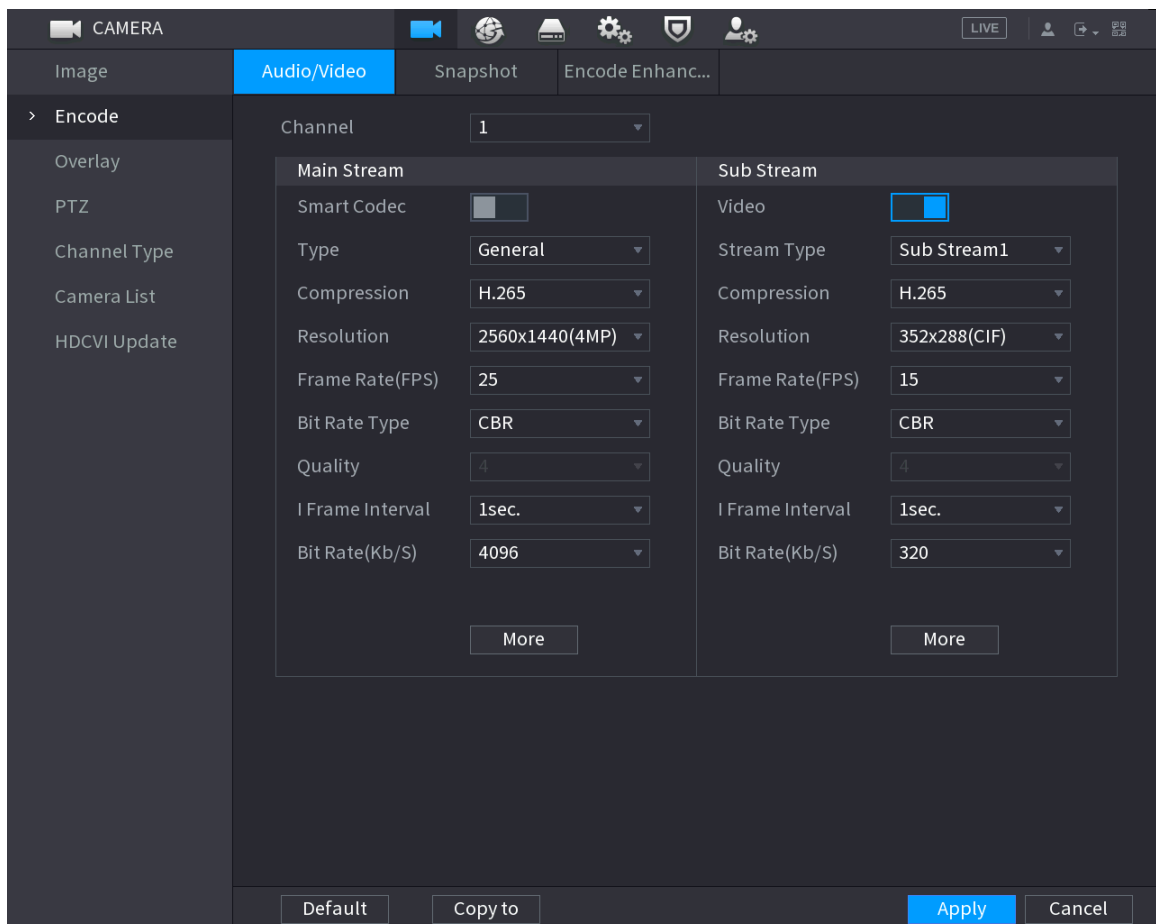 CAMERA LIVE
Image Audio/Video Snapshot Encode Enhanc...
> Encode
Channel 1
Overlay
Main Stream Sub Stream
PTZ
Smart Codec Video
Channel Type
Type General Stream Type Sub Stream1
Camera List
Compression H.265 Compression H.265
HDCVI Update
Resolution 2560x1440(4MP) Resolution 352x288(CIF)
Frame Rate(FPS) 25 Frame Rate(FPS) 15
Bit Rate Type CBR Bit Rate Type CBR
Quality 4 Quality 4
I Frame Interval 1sec. I Frame Interval 1sec.
Bit Rate(Kb/S) 4096 Bit Rate(Kb/S) 320
More More
Default Copy to Apply Cancel